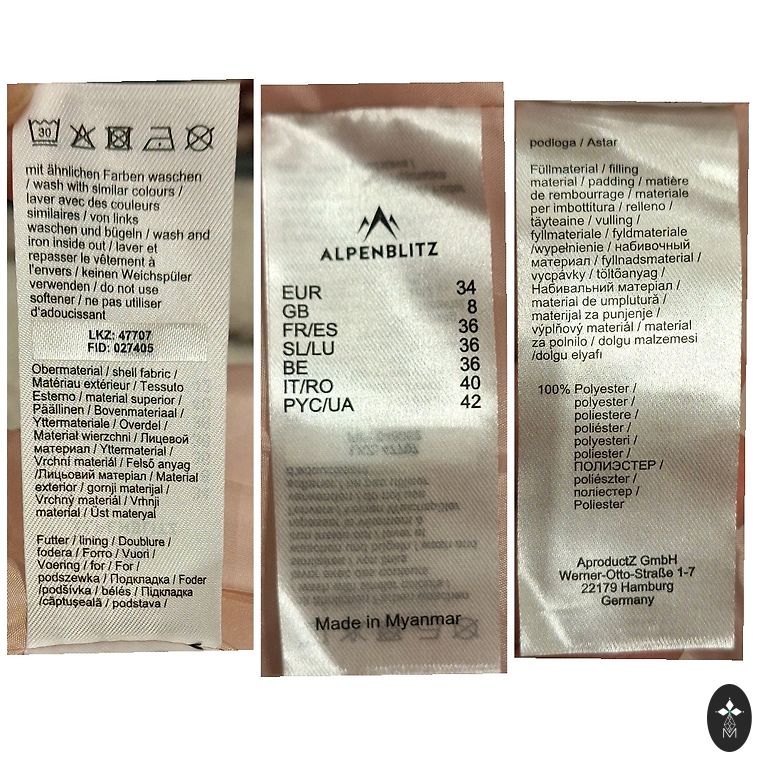 30
mit ähnlichen Farben waschen
/ wash with similar colours /
laver avec des couleurs
similaires / von links
waschen und bügeln / wash and
iron inside out / laver et
repasser le vêtement à
l'envers / keinen Weichspüler
verwenden / do not use
softener / ne pas utiliser
d'adoucissant
LKZ: 47707
FID: 027405
Obermaterial / shell fabric /
Matériau extérieur / Tessuto
Esterno / material superior /
Päällinen / Bovenmateriaal /
Yttermateriale / Overdel /
Materiał wierzchni / Лицевой
материал / Yttermaterial /
Vrchní materiál / Felső anyag
/Лицьовий матеріал / Material
exterior / gornji materijal /
Vrchný materiál / Vrhnji
material / Üst materyal
Futter / lining / Doublure /
fodera / Forro / Vuori /
Voering / for / For /
podszewka / Подкладка / Foder
/podšívka / bélés / Підкладка
/căptuşeală / podstava /
ALPENBLITZ
EUR 34
GB 8
FR/ES 36
SL/LU 36
BE 36
IT/RO 40
PYC/UA 42
Made in Myanmar
podloga / Astar
Füllmaterial / filling
material / padding / matière
de rembourrage / materiale
per imbottitura / relleno /
täyteaine / vulling /
fyllmateriale / fyldmateriale
/wypełnienie / набивочный
материал / fyllnadsmaterial /
vycpávky / töltőanyag /
Набивальний матеріал /
material de umplutură /
materijal za punjenje /
výplňový materiál / material
za polnilo / dolgu malzemesi
/dolgu elyafı
100% Polyester /
polyester /
poliestere /
poliéster /
polyesteri /
poliester /
ПОЛИЭСТЕР /
poliészter /
поліестер /
Poliester
AproductZ GmbH
Werner-Otto-Straße 1-7
22179 Hamburg
Germany
M